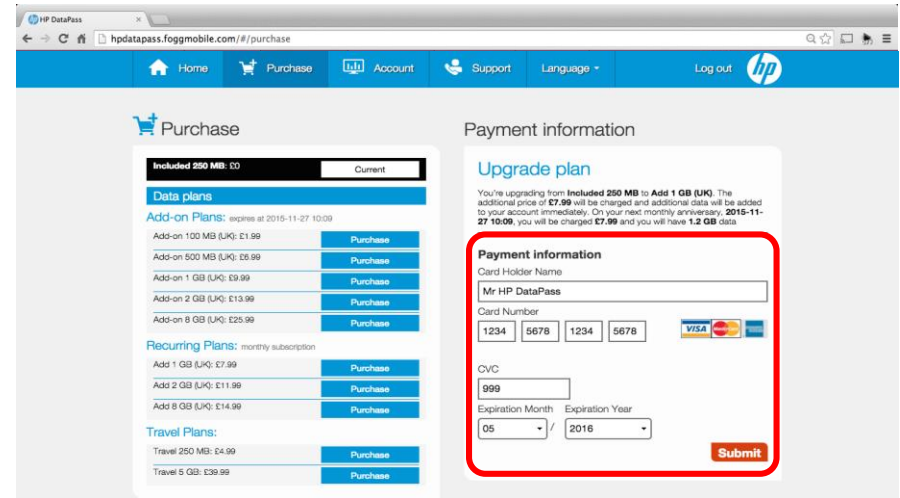 HP DataPass
hpdatapass.foggmobile.com/#/purchase
Home Purchase Account Support Language Log out hp
Purchase
Included 250 MB: £0 Current
Data plans
Add-on Plans: expires at 2015-11-27 10:09
Add-on 100 MB (UK): £1.99 Purchase
Add-on 500 MB (UK): £6.99 Purchase
Add-on 1 GB (UK): £9.99 Purchase
Add-on 2 GB (UK): £13.99 Purchase
Add-on 8 GB (UK): £25.99 Purchase
Recurring Plans: monthly subscription
Add 1 GB (UK): £7.99 Purchase
Add 2 GB (UK): £11.99 Purchase
Add 8 GB (UK): £14.99 Purchase
Travel Plans:
Travel 250 MB: £4.99 Purchase
Travel 5 GB: £39.99 Purchase
Payment information
Upgrade plan
You're upgrading from Included 250 MB to Add 1 GB (UK). The
additional price of £7.99 will be charged and additional data will be added
to your account immediately. On your next monthly anniversary, 2015-11-
27 10:09, you will be charged £7.99 and you will have 1.2 GB data
Payment information
Card Holder Name
Mr HP DataPass
Card Number
1234 5678 1234 5678 VISA MasterCard
CVC
999
Expiration Month Expiration Year
05 / 2016
Submit